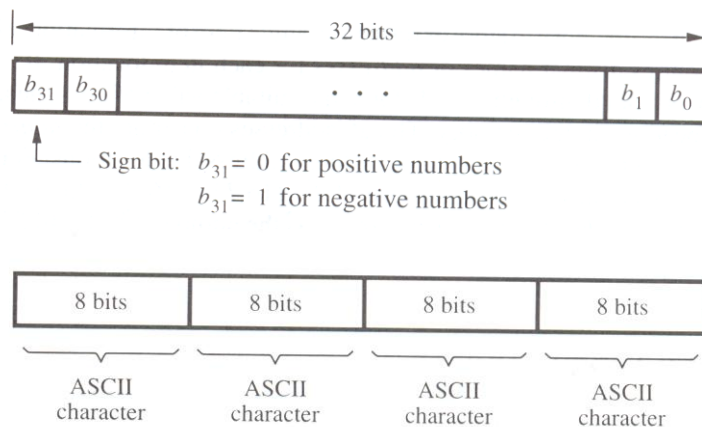 32 bits
b31 b30 . . . b1 b0
Sign bit: b31 = 0 for positive numbers
b31 = 1 for negative numbers
8 bits 8 bits 8 bits 8 bits
ASCII ASCII ASCII ASCII
character character character character